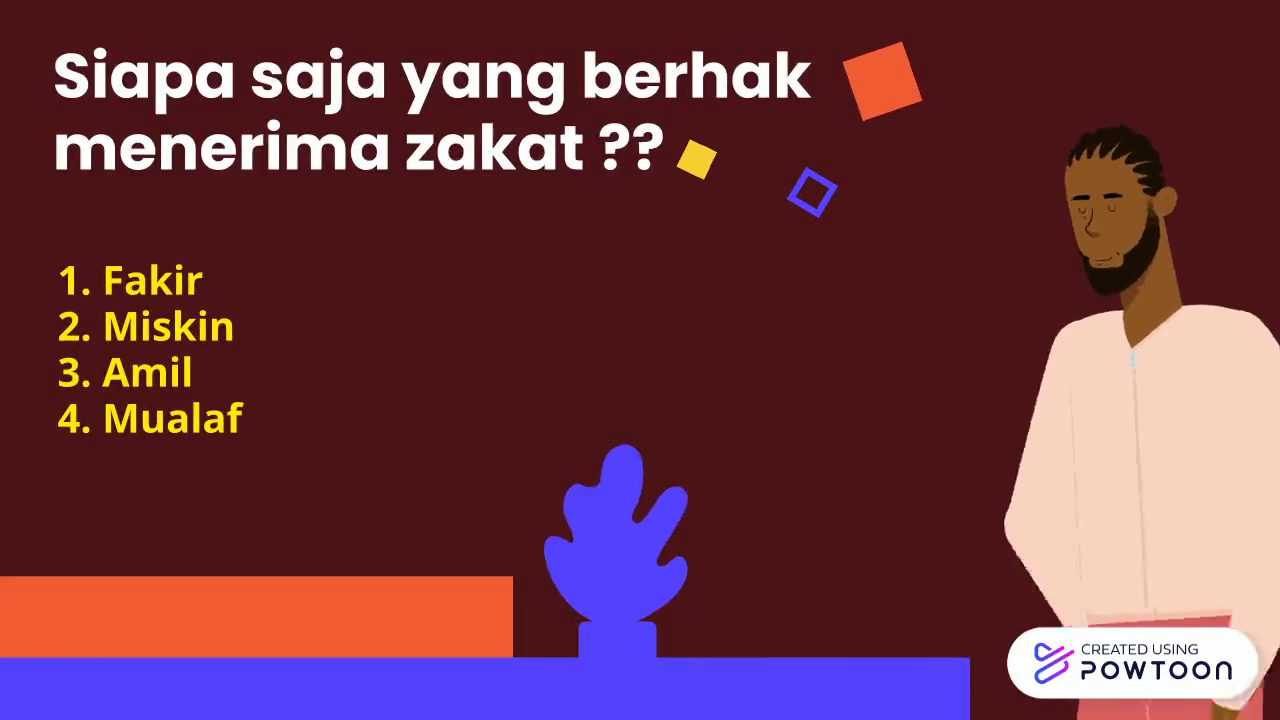 Siapa saja yang berhak
menerima zakat ??
1. Fakir
2. Miskin
3. Amil
4. Mualaf
CREATED USING
POWTOON